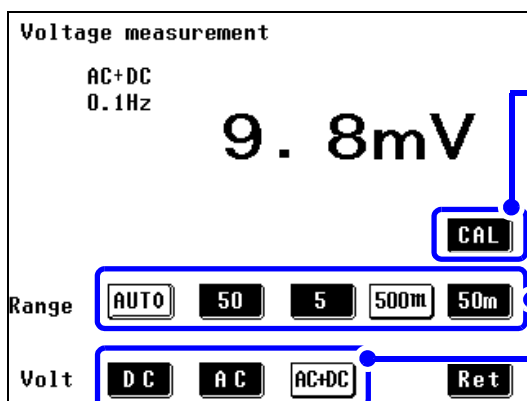 Voltage measurement
AC+DC
0.1Hz
9. 8mV
CAL
Range AUTO 50 5 500m 50m
Volt DC AC AC+DC Ret